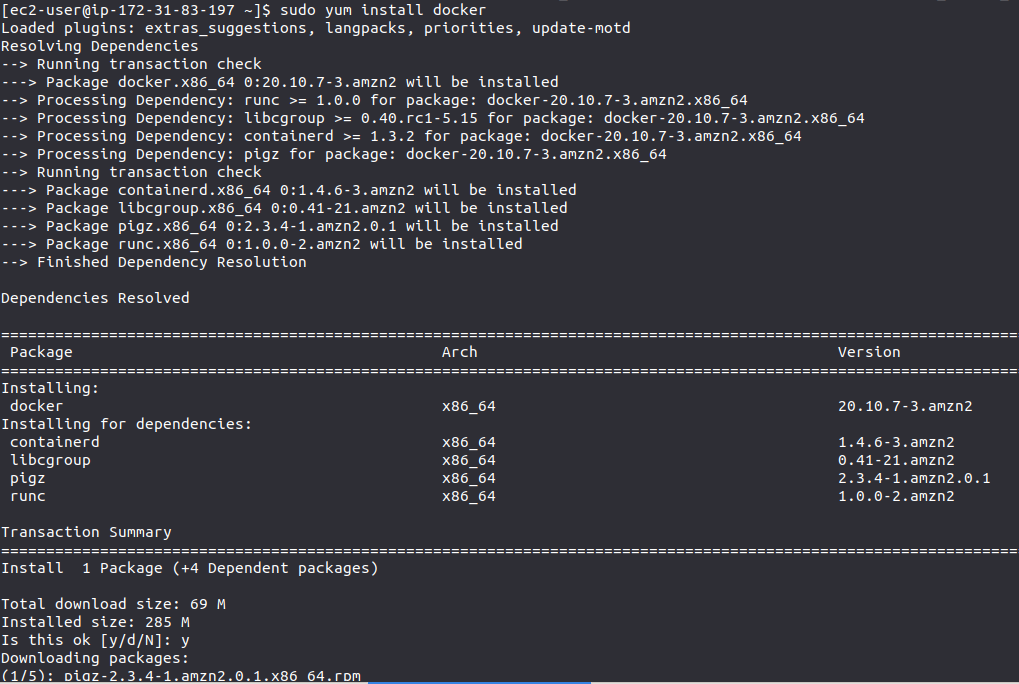 [ec2-user@ip-172-31-83-197 ~]$ sudo yum install docker
Loaded plugins: extras_suggestions, langpacks, priorities, update-motd
Resolving Dependencies
--> Running transaction check
---> Package docker.x86_64 0:20.10.7-3.amzn2 will be installed
--> Processing Dependency: runc >= 1.0.0 for package: docker-20.10.7-3.amzn2.x86_64
--> Processing Dependency: libcgroup >= 0.40.rc1-5.15 for package: docker-20.10.7-3.amzn2.x86_64
--> Processing Dependency: containerd >= 1.3.2 for package: docker-20.10.7-3.amzn2.x86_64
--> Processing Dependency: pigz for package: docker-20.10.7-3.amzn2.x86_64
--> Running transaction check
---> Package containerd.x86_64 0:1.4.6-3.amzn2 will be installed
---> Package libcgroup.x86_64 0:0.41-21.amzn2 will be installed
---> Package pigz.x86_64 0:2.3.4-1.amzn2.0.1 will be installed
---> Package runc.x86_64 0:1.0.0-2.amzn2 will be installed
--> Finished Dependency Resolution
Dependencies Resolved
=================================================================================================================
Package Arch Version
=================================================================================================================
Installing:
docker x86_64 20.10.7-3.amzn2
Installing for dependencies:
containerd x86_64 1.4.6-3.amzn2
libcgroup x86_64 0.41-21.amzn2
pigz x86_64 2.3.4-1.amzn2.0.1
runc x86_64 1.0.0-2.amzn2
Transaction Summary
=================================================================================================================
Install  1 Package (+4 Dependent packages)
Total download size: 69 M
Installed size: 285 M
Is this ok [y/d/N]: y
Downloading packages:
(1/5): pigz-2.3.4-1.amzn2.0.1.x86_64.rpm